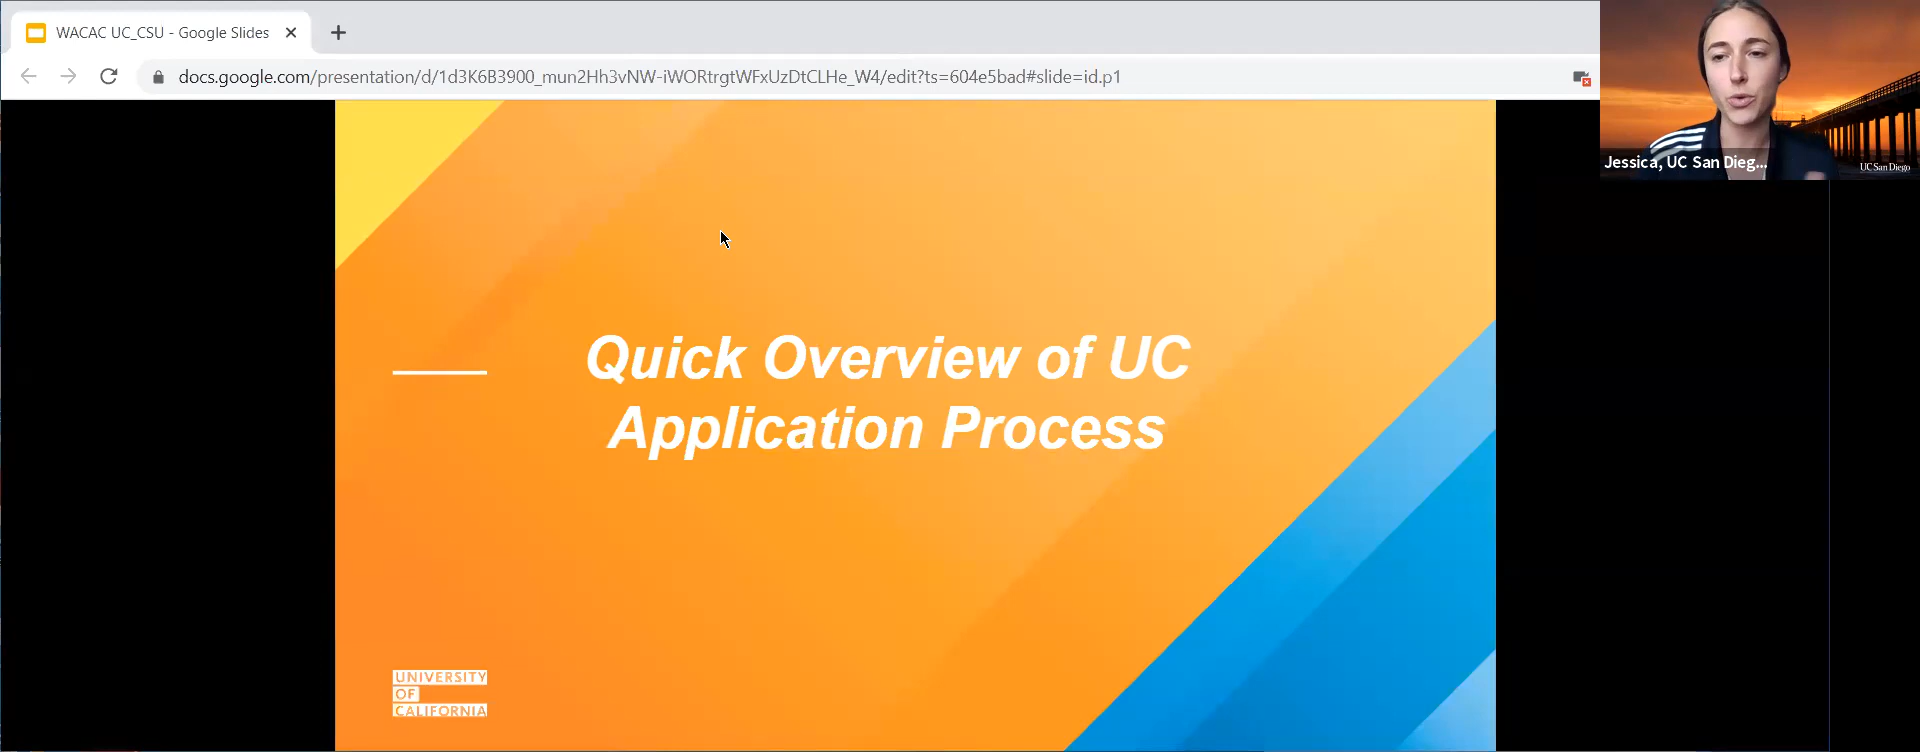 WACAC UC_CSU - Google Slides
docs.google.com/presentation/d/1d3K6B3900_mun2Hh3vNW-iWORtrgtWFxUzDtCLHe_W4/edit?ts=604e5bad#slide=id.p1
Jessica, UC San Dieg...
UC San Diego
Quick Overview of UC
Application Process
UNIVERSITY
OF
CALIFORNIA